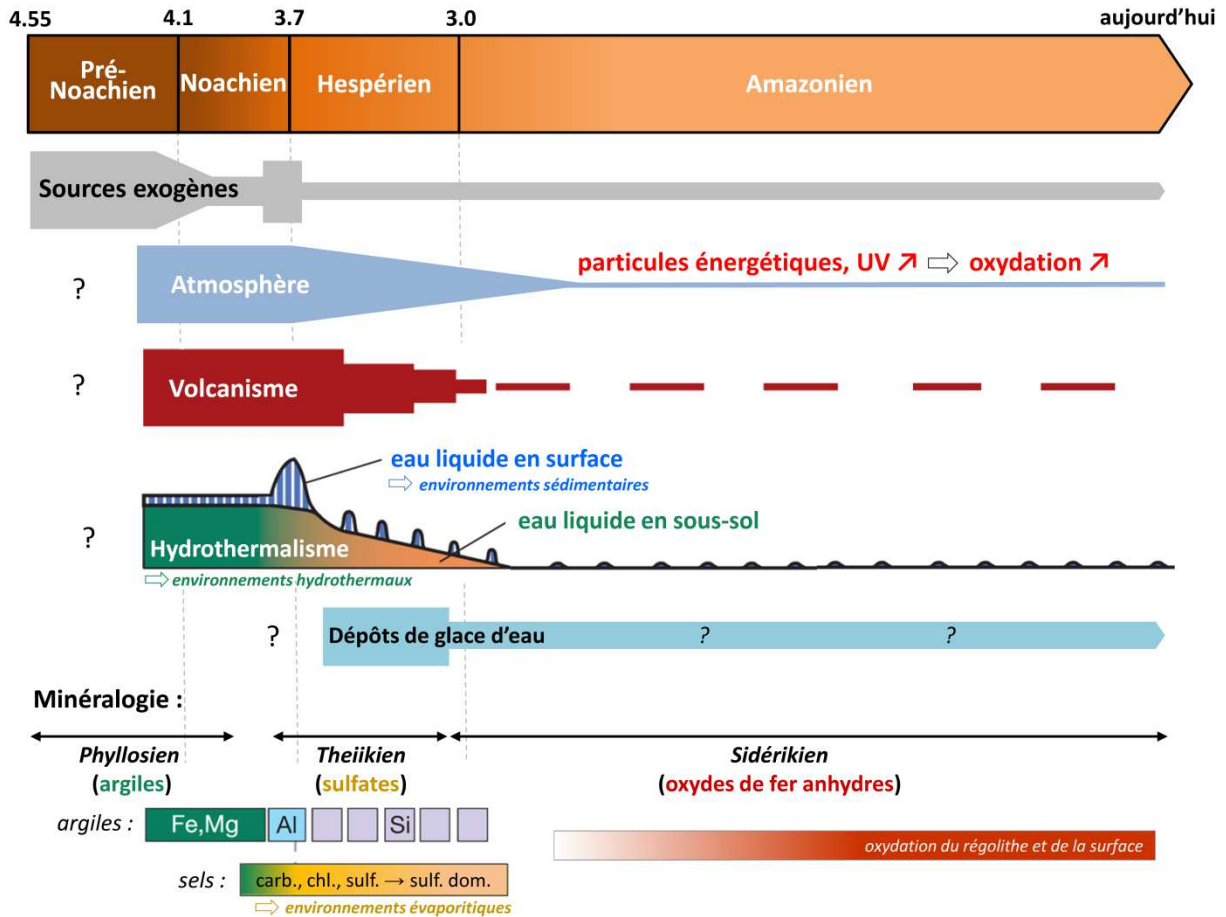 4.55 4.1 3.7 3.0 aujourd'hui
Pré-
Noachien Noachien Hespérien Amazonien
Sources exogènes
particules énergétiques, UV ↗ ⇨ oxydation ↗
? Atmosphère
? Volcanisme
eau liquide en surface
⇨ environnements sédimentaires
eau liquide en sous-sol
? Hydrothermalisme
⇨ environnements hydrothermaux
? Dépôts de glace d'eau ? ?
Minéralogie :
Phyllosien Theiikien Sidérikien
(argiles) (sulfates) (oxydes de fer anhydres)
argiles : Fe,Mg Al Si
oxydation du régolithe et de la surface
sels : carb., chl., sulf. → sulf. dom.
⇨ environnements évaporitiques